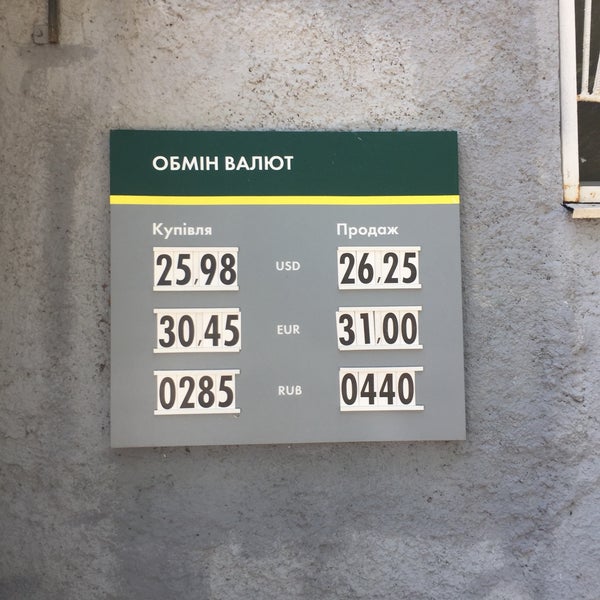 ОБМІН ВАЛЮТ
Купівля Продаж
25,98 USD 26,25
30,45 EUR 31,00
0285 RUB 0440